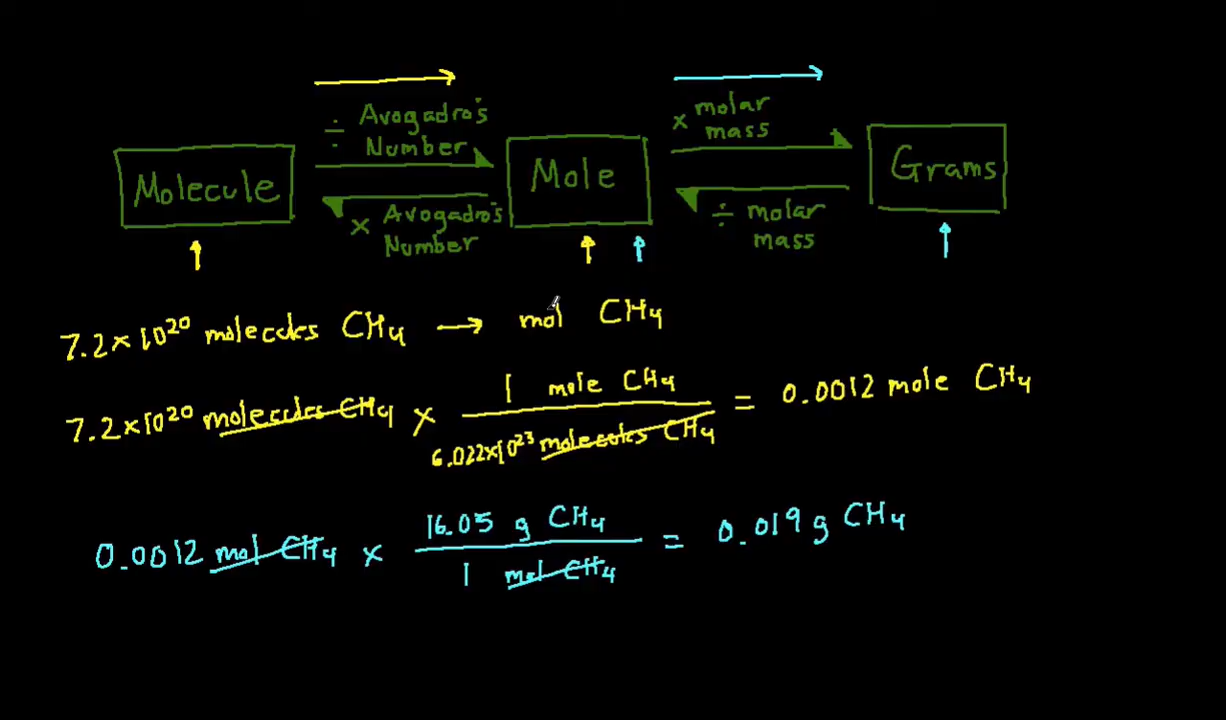 ÷ Avogadro's Number
× molar mass
Molecule
Mole
Grams
× Avogadro's Number
÷ molar mass
7.2×10²⁰ molecules CH₄ → mol CH₄
7.2×10²⁰ molecules CH₄ × 1 mole CH₄ / 6.022×10²³ molecules CH₄ = 0.0012 mole CH₄
0.0012 mol CH₄ × 16.05 g CH₄ / 1 mol CH₄ = 0.019 g CH₄